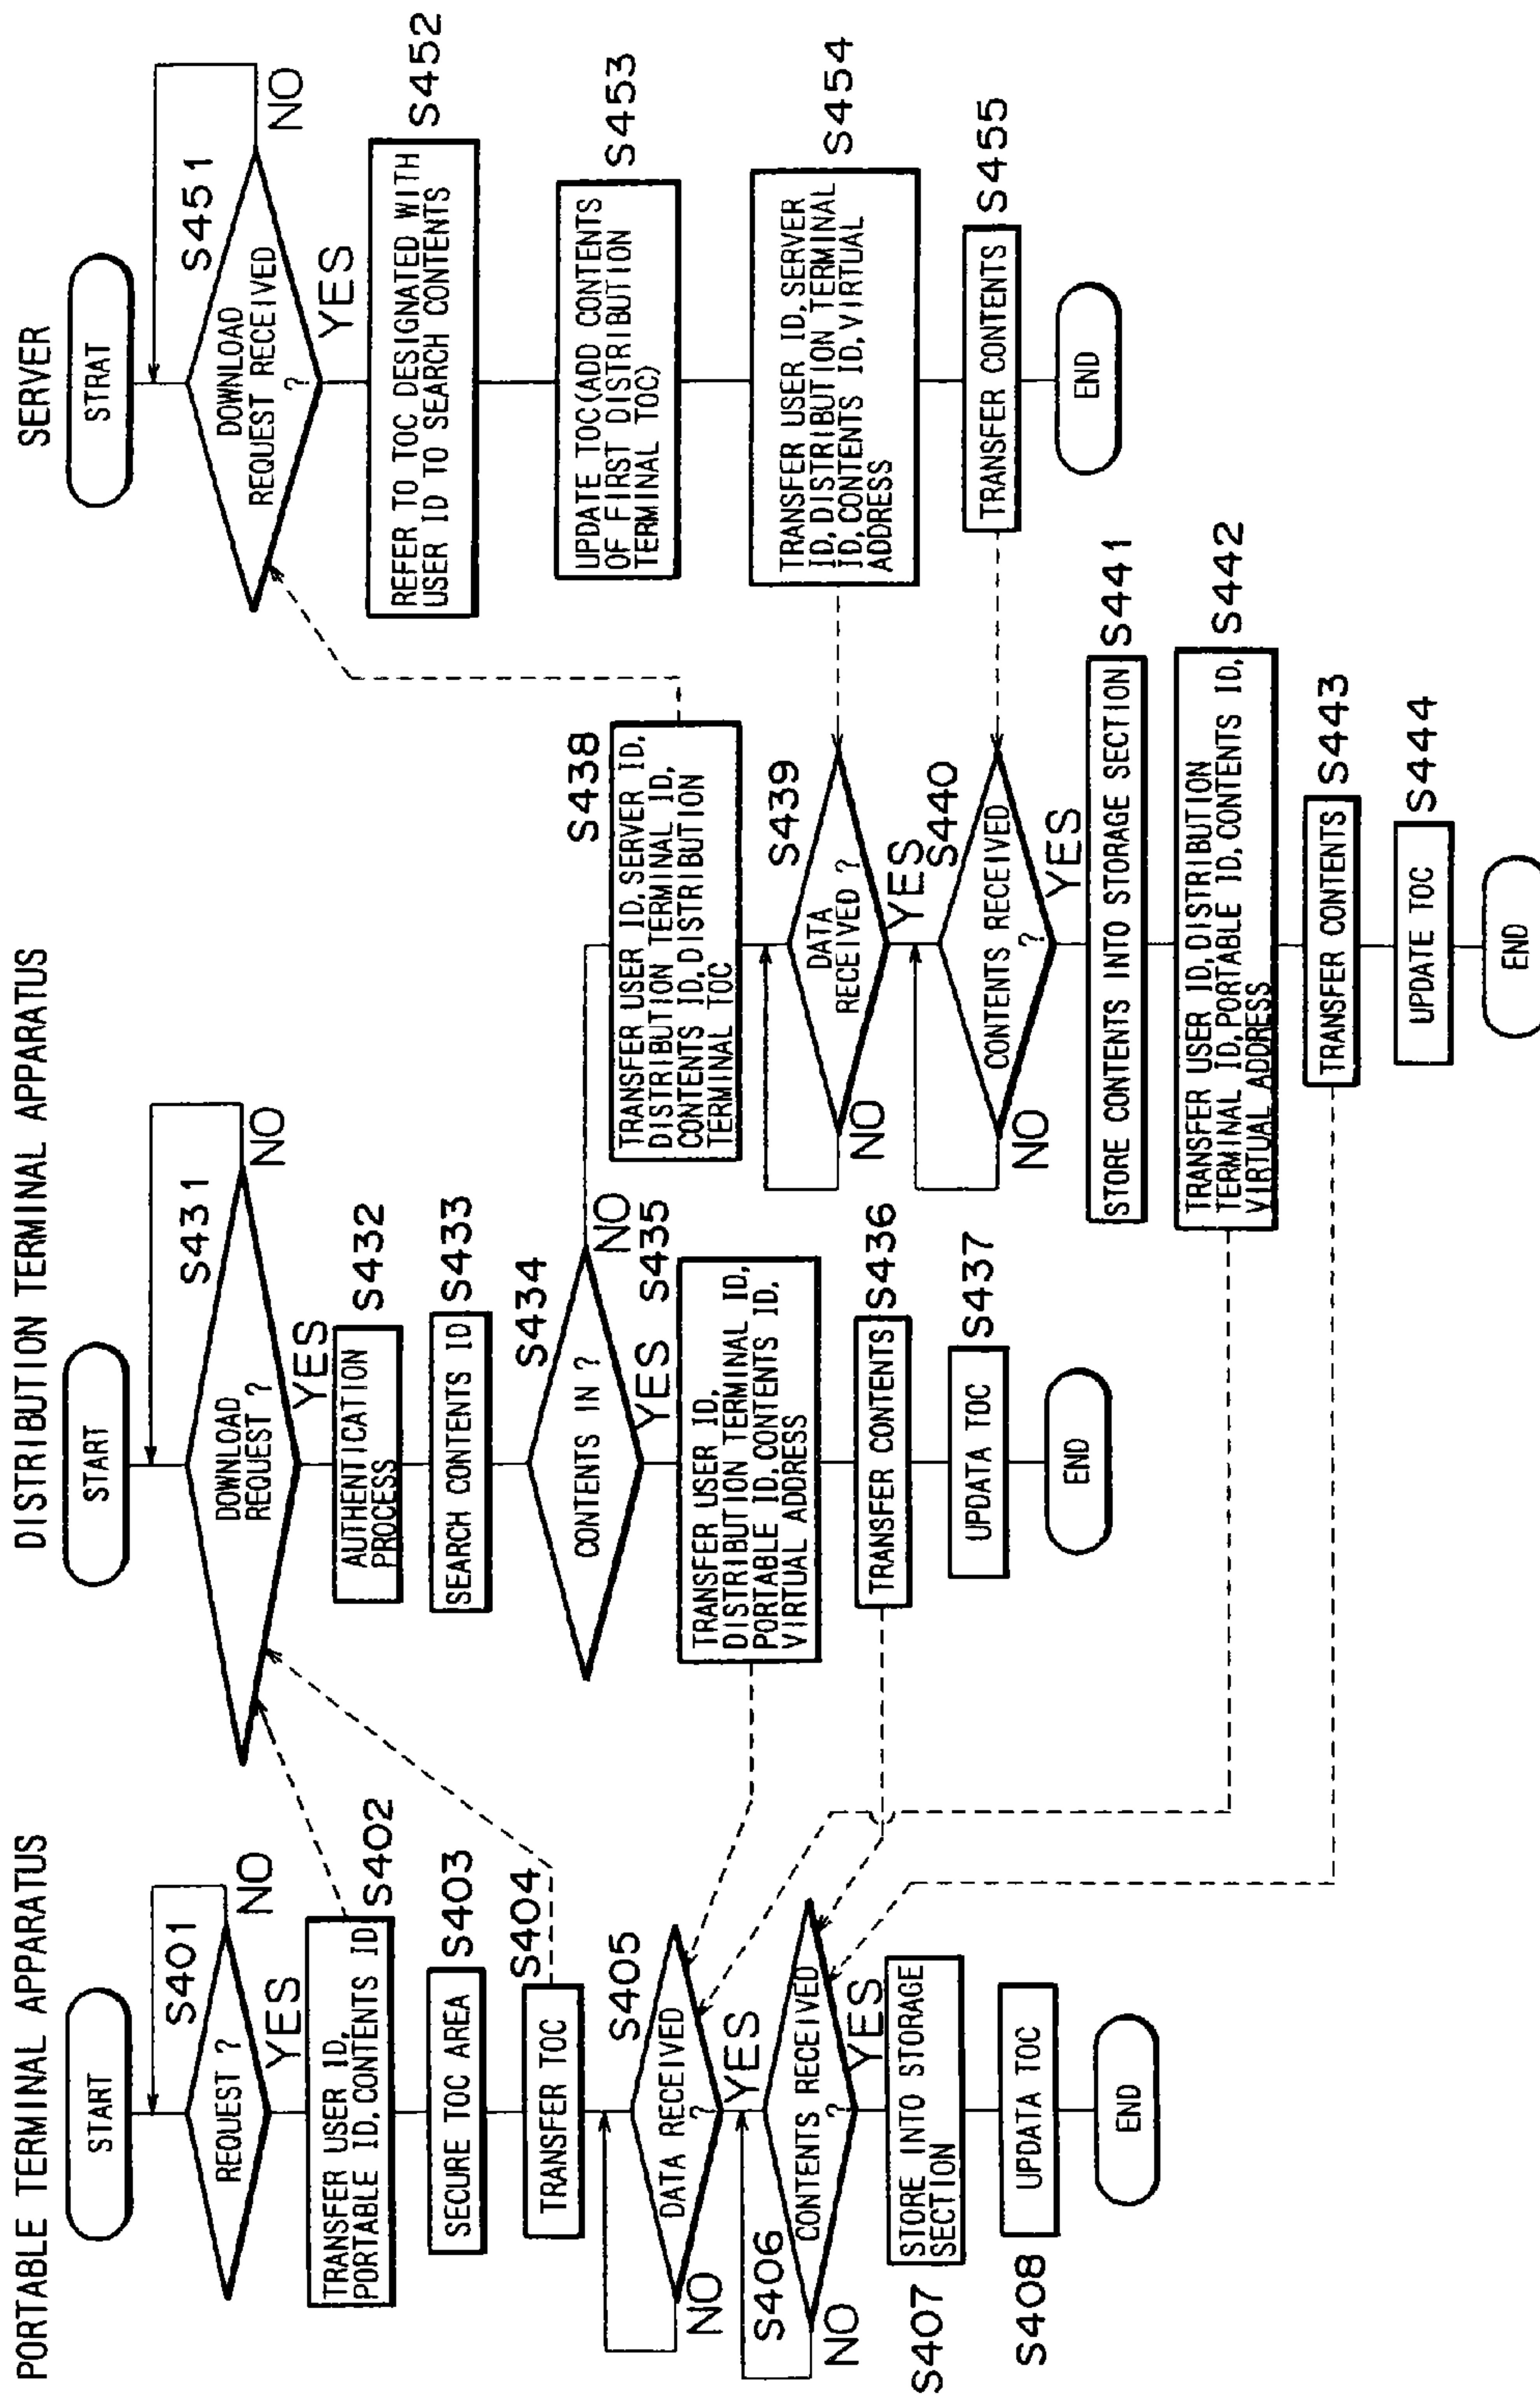 PORTABLE TERMINAL APPARATUS
START
S401
REQUEST ?
NO
YES
TRANSFER USER ID,
PORTABLE ID, CONTENTS ID
S402
SECURE TOC AREA
S403
TRANSFER TOC
S404
S405
DATA RECEIVED
?
NO
YES
S406
CONTENTS RECEIVED
?
NO
YES
S407
STORE INTO STORAGE
SECTION
S408
UPDATA TOC
END
DISTRIBUTION TERMINAL APPARATUS
START
S431
DOWNLOAD
REQUEST ?
NO
YES
AUTHENTICATION
PROCESS
S432
SEARCH CONTENTS ID
S433
S434
CONTENTS IN ?
NO
YES
S435
TRANSFER USER ID,
DISTRIBUTION TERMINAL ID,
PORTABLE ID, CONTENTS ID,
VIRTUAL ADDRESS
TRANSFER CONTENTS
S436
UPDATA TOC
S437
END
S438
TRANSFER USER ID, SERVER ID,
DISTRIBUTION TERMINAL ID,
CONTENTS ID, DISTRIBUTION
TERMINAL TOC
S439
DATA
RECEIVED ?
NO
YES
S440
CONTENTS RECEIVED
?
NO
YES
STORE CONTENTS INTO STORAGE SECTION
S441
TRANSFER USER ID, DISTRIBUTION
TERMINAL ID, PORTABLE ID, CONTENTS ID,
VIRTUAL ADDRESS
S442
TRANSFER CONTENTS
S443
UPDATE TOC
S444
END
SERVER
STRAT
S451
DOWNLOAD
REQUEST RECEIVED
?
NO
YES
REFER TO TOC DESIGNATED WITH
USER ID TO SEARCH CONTENTS
S452
UPDATE TOC(ADD CONTENTS
OF FIRST DISTRIBUTION
TERMINAL TOC)
S453
TRANSFER USER ID, SERVER
ID, DISTRIBUTION TERMINAL
ID, CONTENTS ID, VIRTUAL
ADDRESS
S454
TRANSFER CONTENTS
S455
END